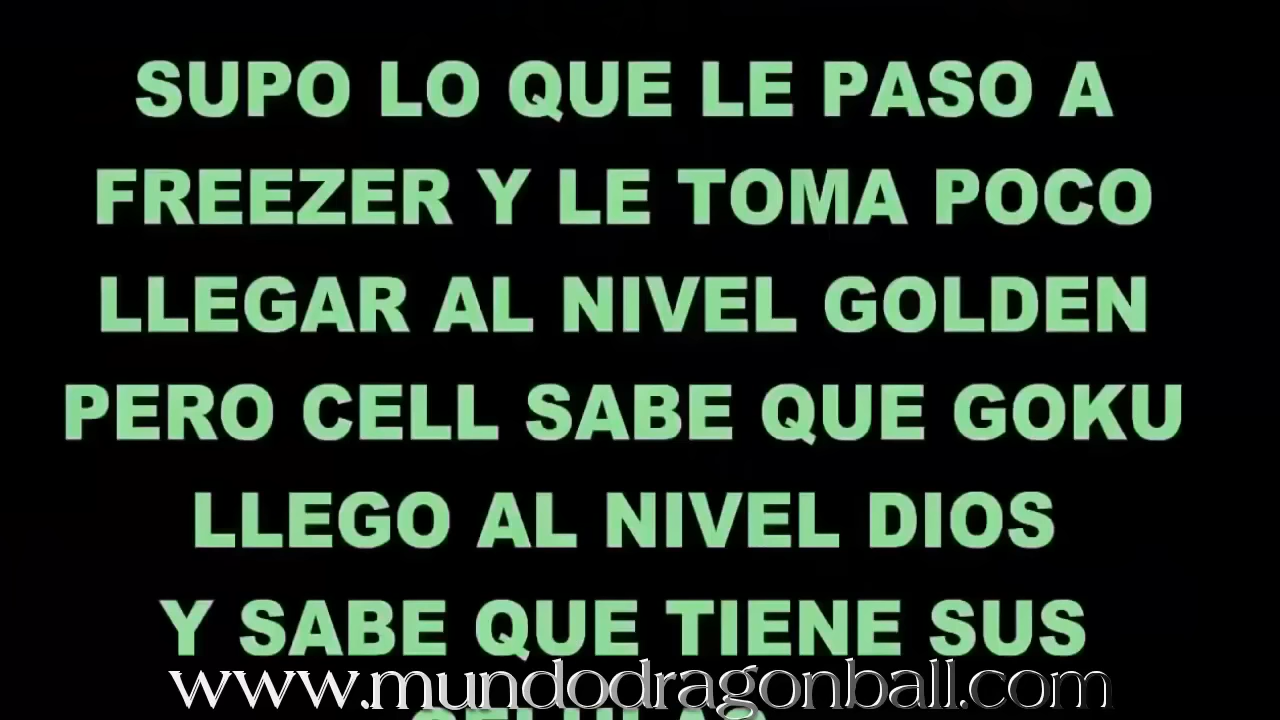 SUPO LO QUE LE PASO A
FREEZER Y LE TOMA POCO
LLEGAR AL NIVEL GOLDEN
PERO CELL SABE QUE GOKU
LLEGO AL NIVEL DIOS
Y SABE QUE TIENE SUS
www.mundodragonball.com